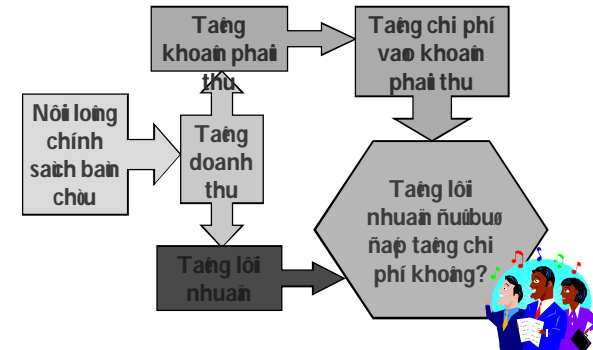 Taêng
khoaûn phaûi
thu
Taêng chi phí
vaøo khoaûn
phaûi thu
Nôùi loûng
chính
saùch baùn
chòu
Taêng
doanh
thu
Taêng lôïi
nhuaän ñuû buø
ñaép taêng chi
phí khoâng?
Taêng lôïi
nhuaän